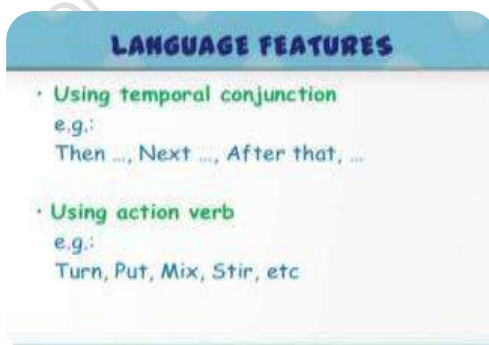 LANGUAGE FEATURES
· Using temporal conjunction
e.g.:
Then ..., Next ..., After that, ...
· Using action verb
e.g.:
Turn, Put, Mix, Stir, etc